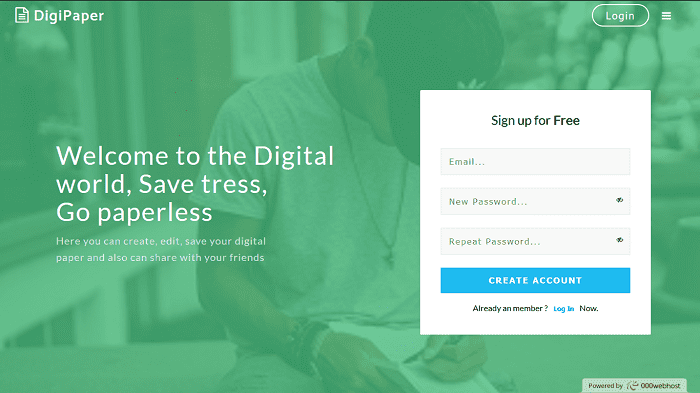 DigiPaper
Login
Welcome to the Digital
world, Save tress,
Go paperless
Here you can create, edit, save your digital
paper and also can share with your friends
Sign up for Free
Email...
New Password...
Repeat Password...
CREATE ACCOUNT
Already an member ? Log In Now.
Powered by 000webhost